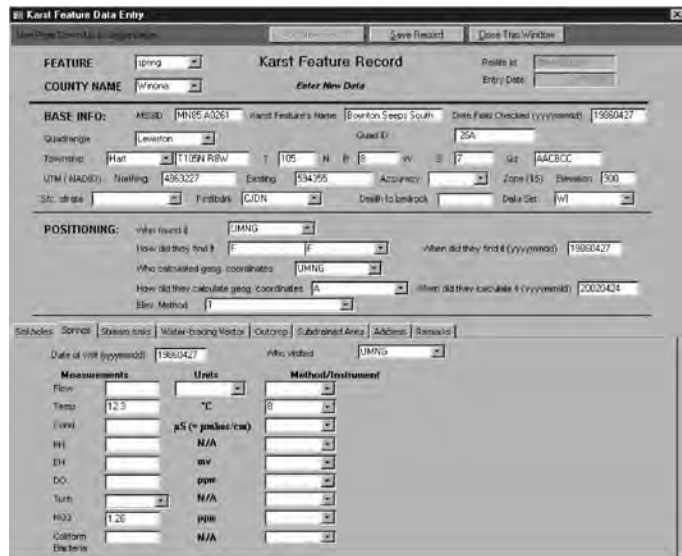 Karst Feature Data Entry
Save Record Close This Window
FEATURE spring Karst Feature Record Relate Id
COUNTY NAME Winona Enter New Data Entry Date
BASE INFO: MSSID MN85 A0261 Karst Feature's Name Boynton Seeps South Date Field Checked (yyyymmdd) 19860427
Quadrangle Lewiston Quad ID 26A
Township Hart T105N R8W T 105 N R 8 W S 7 Qtr AACBCC
UTM (NAD83) Northing 4863227 Easting 594355 Accuracy Zone (15) Elevation 900
Sfc. strata Firstbdrk CJDN Depth to bedrock Data Set WI
POSITIONING: Who found it UMNG
How did they find it F F When did they find it (yyyymmdd) 19860427
Who calculated geog. coordinates UMNG
How did they calculate geog. coordinates A When did they calculate it (yyyymmdd) 20020424
Elev. Method T
Sinkholes Springs Stream sinks Water-tracing Vector Outcrop Subdrained Area Address Remarks
Date of visit (yyyymmdd) 19860427 Who visited UMNG
Measurements Units Method/Instrument
Flow
Temp 12.3 °C 8
Cond µS (= µmhos/cm)
PH N/A
EH mv
DO ppm
Turb N/A
NO3 1.26 ppm
Coliform N/A
Bacteria